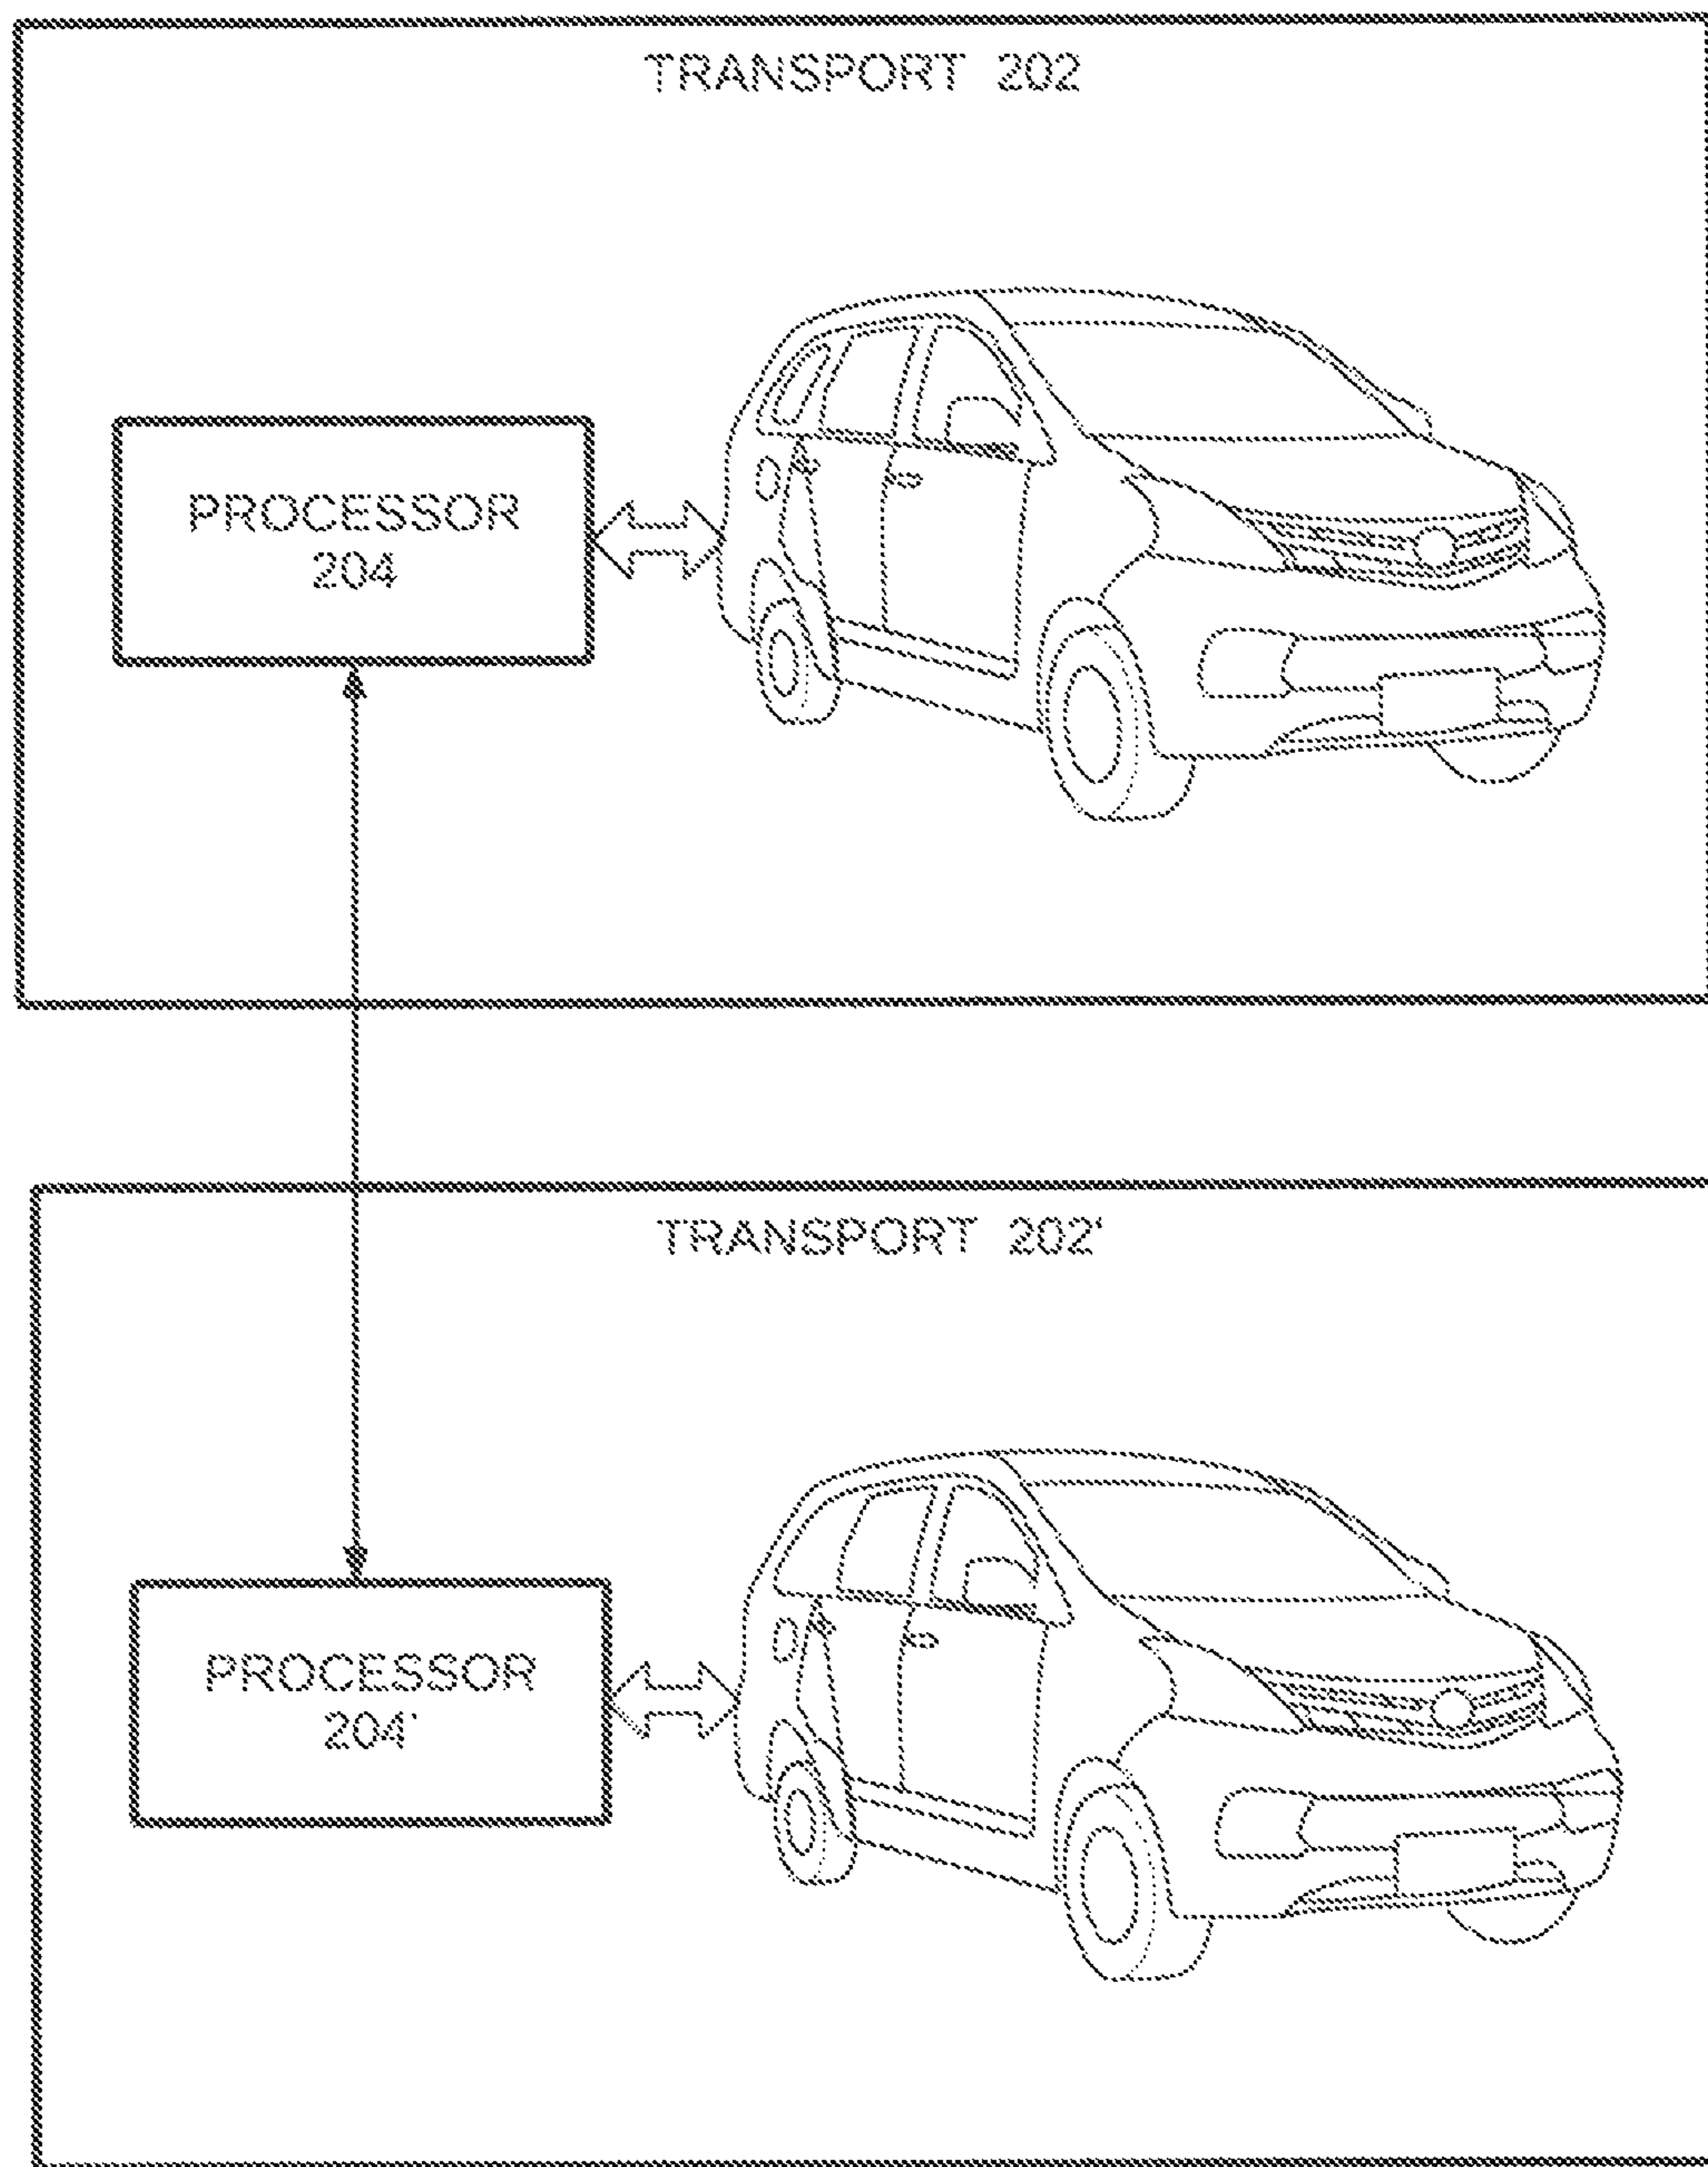 TRANSPORT 202
PROCESSOR
204
TRANSPORT 202'
PROCESSOR
204'